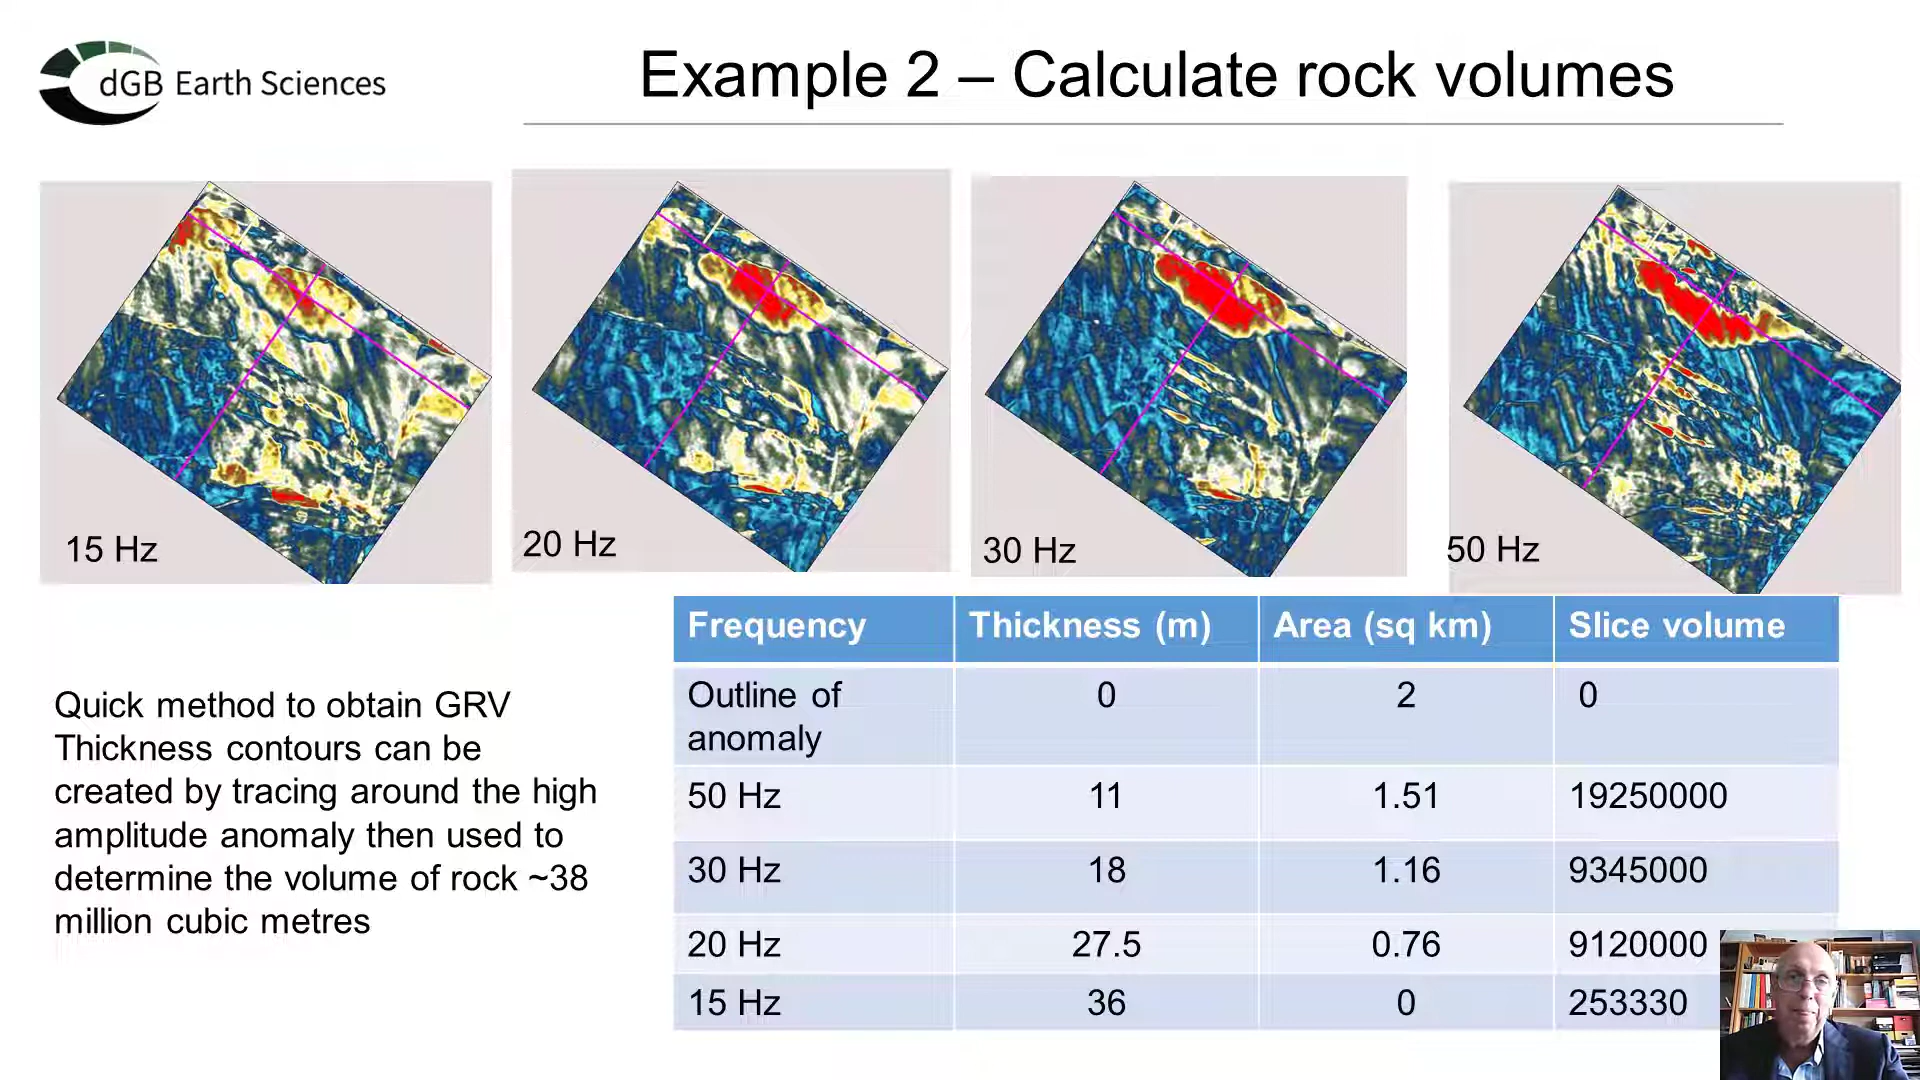 dGB Earth Sciences
Example 2 – Calculate rock volumes
15 Hz
20 Hz
30 Hz
50 Hz
Quick method to obtain GRV
Thickness contours can be
created by tracing around the high
amplitude anomaly then used to
determine the volume of rock ~38
million cubic metres
Frequency Thickness (m) Area (sq km) Slice volume
Outline of
anomaly 0 2 0
50 Hz 11 1.51 19250000
30 Hz 18 1.16 9345000
20 Hz 27.5 0.76 9120000
15 Hz 36 0 253330